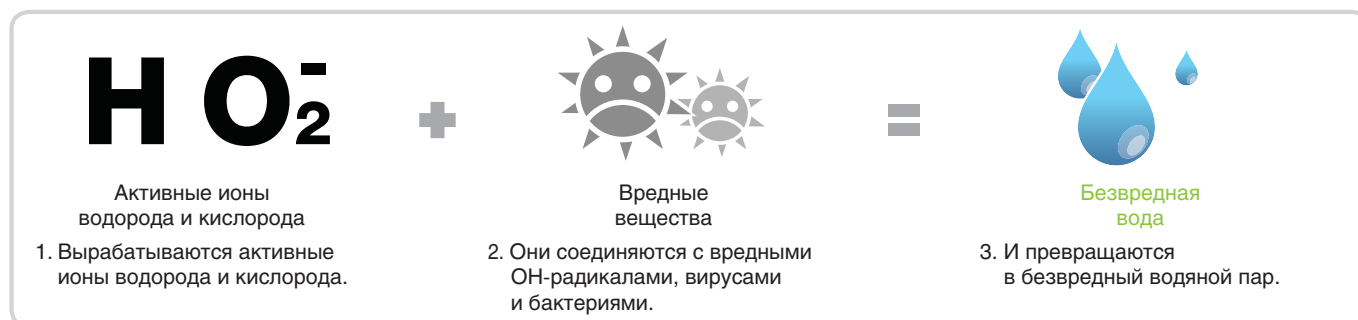 H O₂⁻
+
=
Активные ионы
водорода и кислорода
1. Вырабатываются активные
ионы водорода и кислорода.
Вредные
вещества
2. Они соединяются с вредными
ОН-радикалами, вирусами
и бактериями.
Безвредная
вода
3. И превращаются
в безвредный водяной пар.